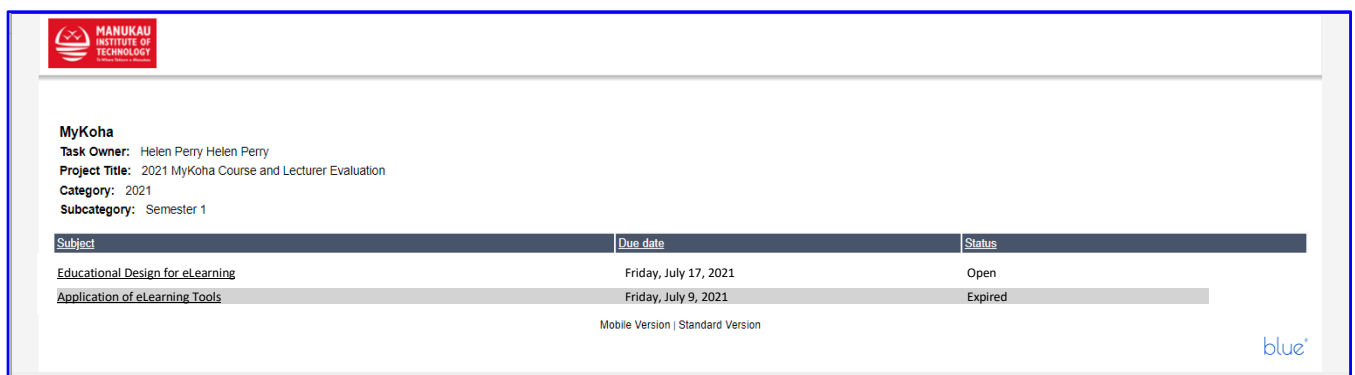 MANUKAU
INSTITUTE OF
TECHNOLOGY
MyKoha
Task Owner: Helen Perry Helen Perry
Project Title: 2021 MyKoha Course and Lecturer Evaluation
Category: 2021
Subcategory: Semester 1
Subject Due date Status
Educational Design for eLearning Friday, July 17, 2021 Open
Application of eLearning Tools Friday, July 9, 2021 Expired
Mobile Version | Standard Version
blue